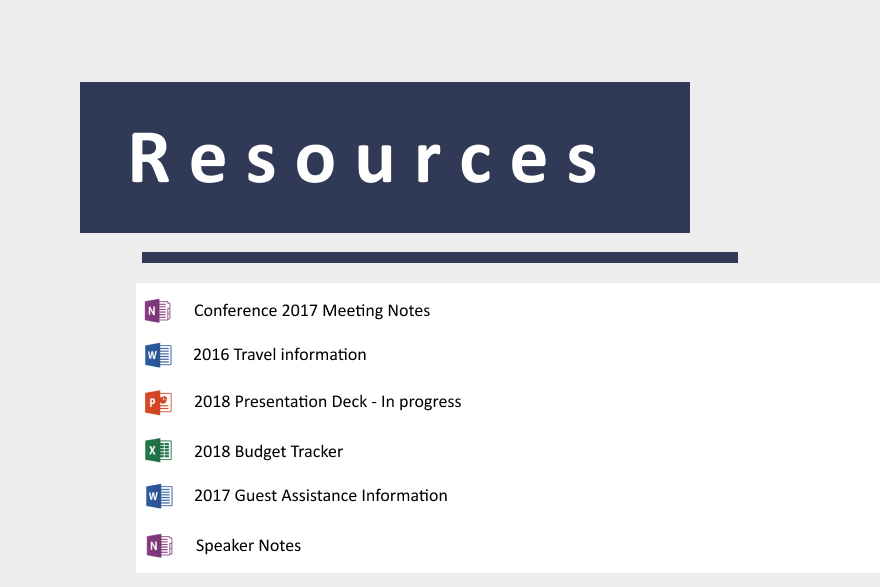 Resources
N Conference 2017 Meeting Notes
W 2016 Travel information
P 2018 Presentation Deck - In progress
X 2018 Budget Tracker
W 2017 Guest Assistance Information
N Speaker Notes